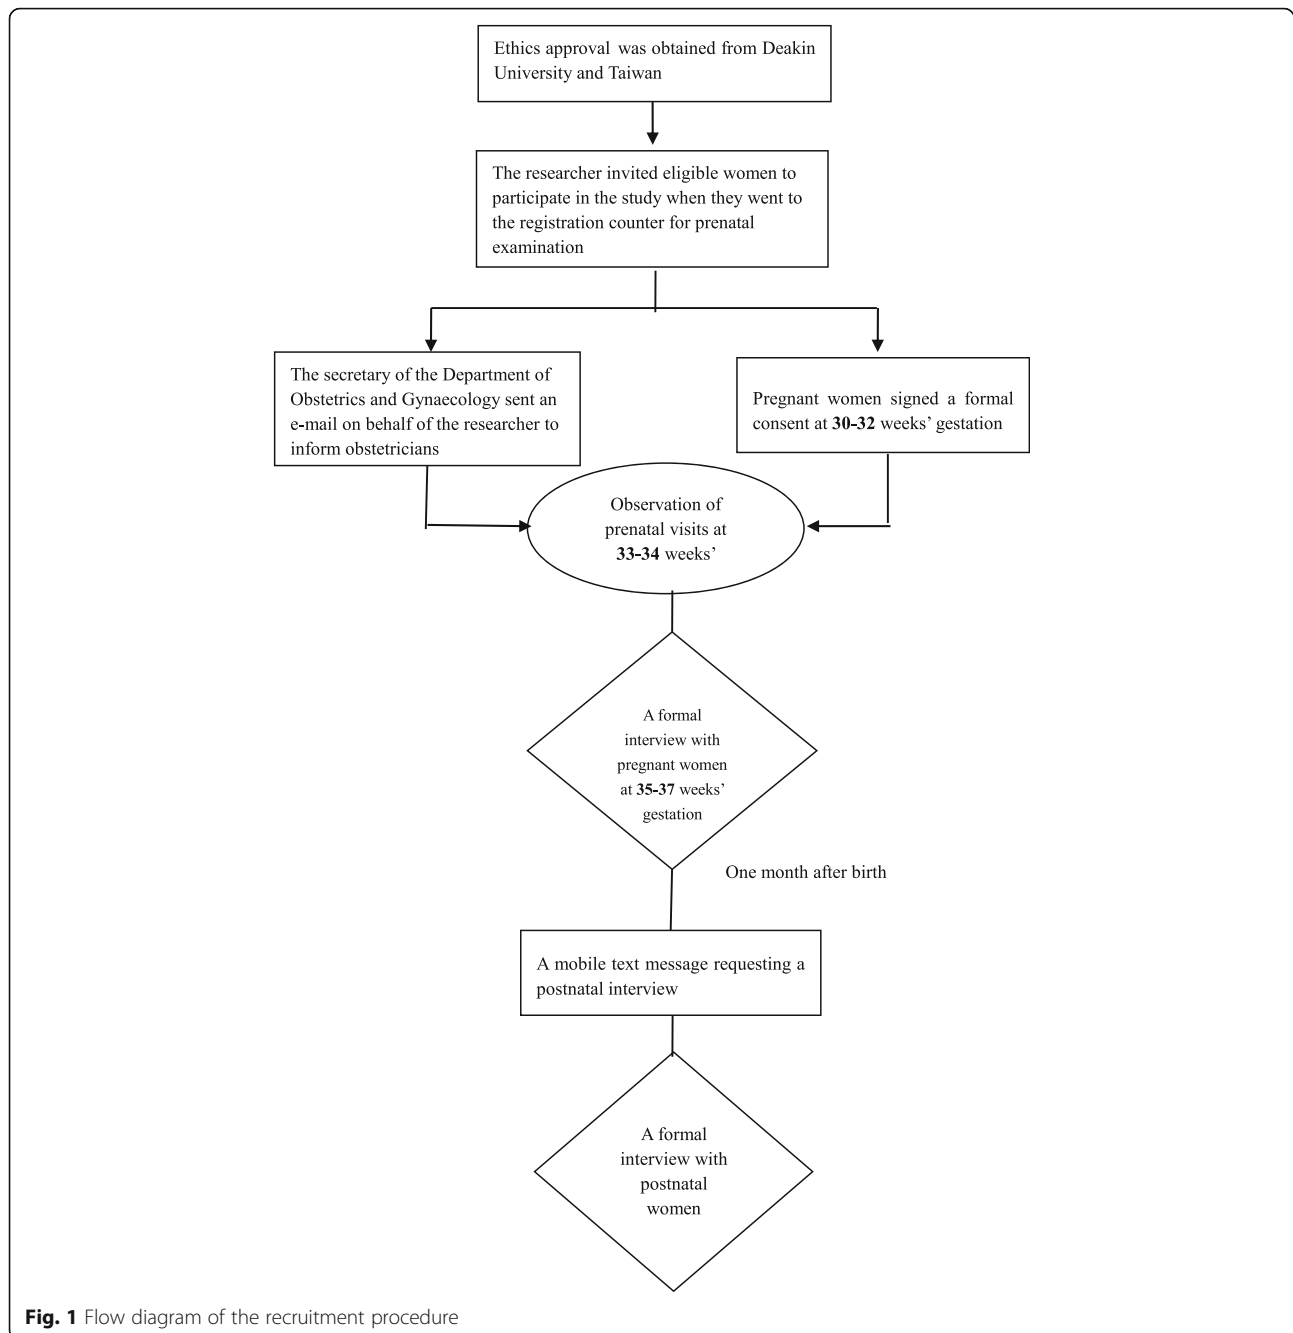 Ethics approval was obtained from Deakin
University and Taiwan
The researcher invited eligible women to
participate in the study when they went to
the registration counter for prenatal
examination
The secretary of the Department of
Obstetrics and Gynaecology sent an
e-mail on behalf of the researcher to
inform obstetricians
Pregnant women signed a formal
consent at 30-32 weeks' gestation
Observation of
prenatal visits at
33-34 weeks'
A formal
interview with
pregnant women
at 35-37 weeks'
gestation
One month after birth
A mobile text message requesting a
postnatal interview
A formal
interview with
postnatal
women
Fig. 1 Flow diagram of the recruitment procedure